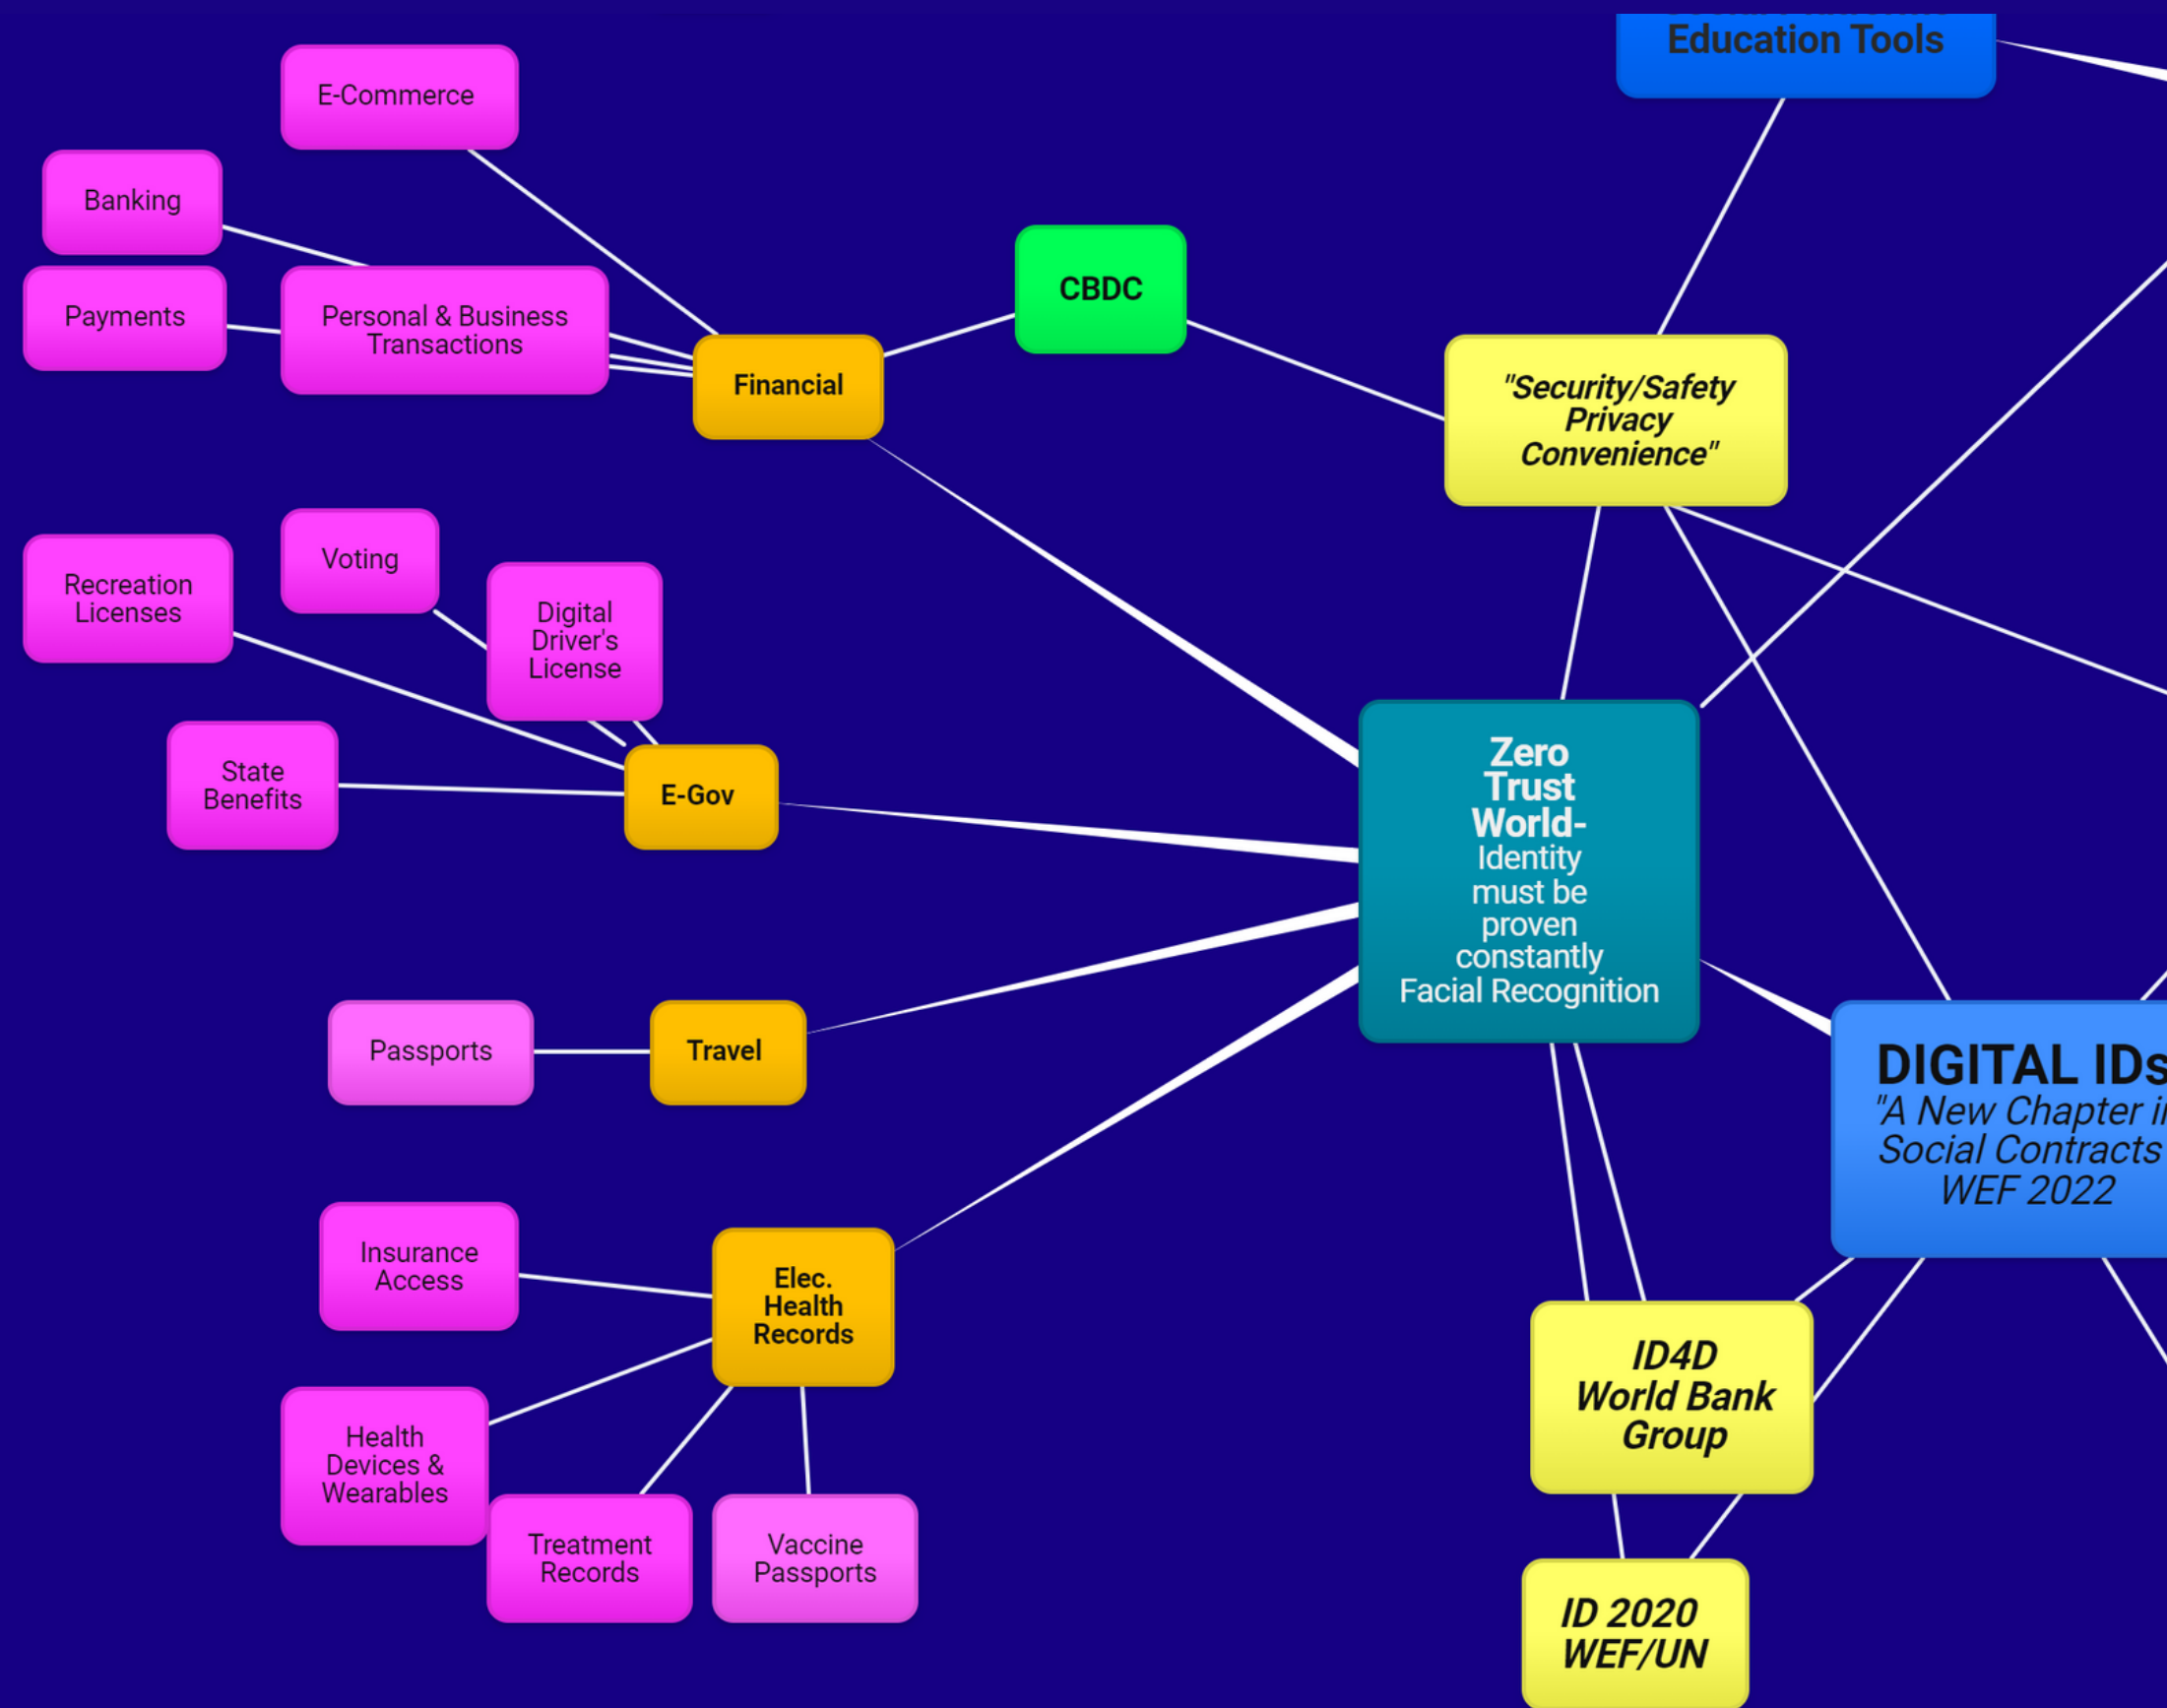 Education Tools
E-Commerce
Banking
Payments
Personal & Business
Transactions
Financial
CBDC
"Security/Safety
Privacy
Convenience"
Recreation
Licenses
Voting
Digital
Driver's
License
State
Benefits
E-Gov
Zero
Trust
World-
Identity
must be
proven
constantly
Facial Recognition
Passports
Travel
DIGITAL IDs
"A New Chapter in
Social Contracts
WEF 2022
Insurance
Access
Elec.
Health
Records
Health
Devices &
Wearables
Treatment
Records
Vaccine
Passports
ID4D
World Bank
Group
ID 2020
WEF/UN